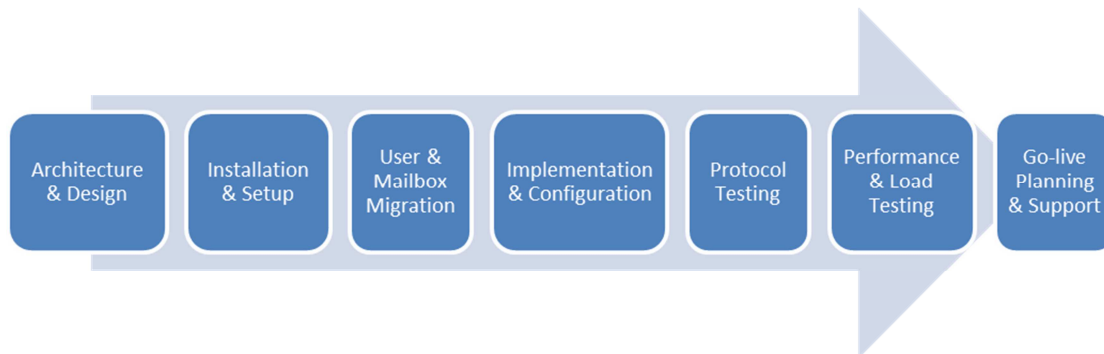 Architecture
& Design
Installation
& Setup
User &
Mailbox
Migration
Implementation
& Configuration
Protocol
Testing
Performance
& Load
Testing
Go-live
Planning
& Support